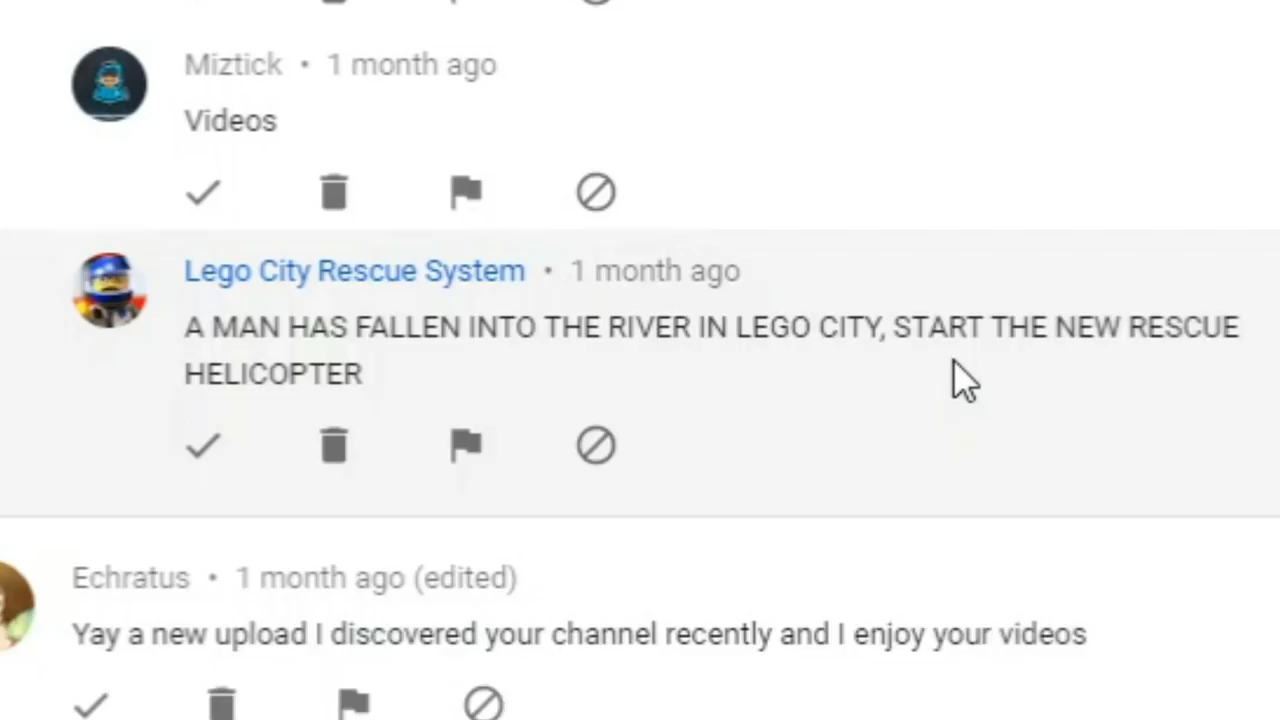 Miztick • 1 month ago
Videos
Lego City Rescue System • 1 month ago
A MAN HAS FALLEN INTO THE RIVER IN LEGO CITY, START THE NEW RESCUE
HELICOPTER
Echratus • 1 month ago (edited)
Yay a new upload I discovered your channel recently and I enjoy your videos